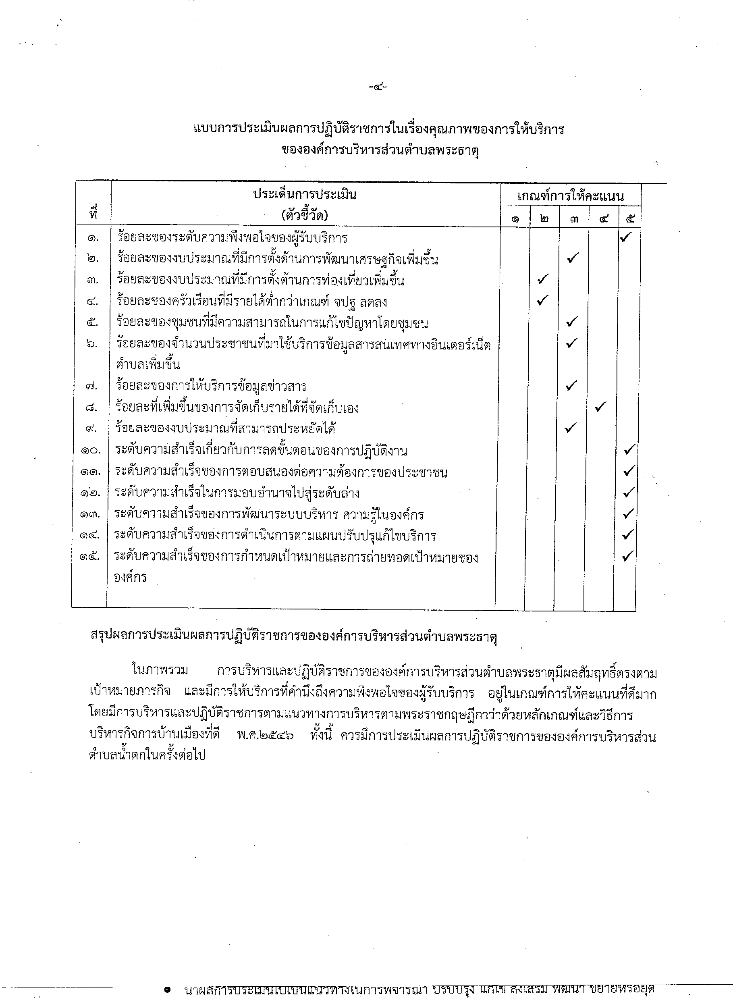 -๔-
แบบการประเมินผลการปฏิบัติราชการในเรื่องคุณภาพของการให้บริการ
ขององค์การบริหารส่วนตำบลพระธาตุ
ที่ ประเด็นการประเมิน เกณฑ์การให้คะแนน
(ตัวชี้วัด) ๑ ๒ ๓ ๔ ๕
๑. ร้อยละของระดับความพึงพอใจของผู้รับบริการ ✓
๒. ร้อยละของงบประมาณที่มีการตั้งด้านการพัฒนาเศรษฐกิจเพิ่มขึ้น ✓
๓. ร้อยละของงบประมาณที่มีการตั้งด้านการท่องเที่ยวเพิ่มขึ้น ✓
๔. ร้อยละของครัวเรือนที่มีรายได้ต่ำกว่าเกณฑ์ จปฐ ลดลง ✓
๕. ร้อยละของชุมชนที่มีความสามารถในการแก้ไขปัญหาโดยชุมชน ✓
๖. ร้อยละของจำนวนประชาชนที่มาใช้บริการข้อมูลสารสนเทศทางอินเตอร์เน็ต ✓
ตำบลเพิ่มขึ้น
๗. ร้อยละของการให้บริการข้อมูลข่าวสาร ✓
๘. ร้อยละที่เพิ่มขึ้นของการจัดเก็บรายได้ที่จัดเก็บเอง ✓
๙. ร้อยละของงบประมาณที่สามารถประหยัดได้ ✓
๑๐. ระดับความสำเร็จเกี่ยวกับการลดขั้นตอนของการปฏิบัติงาน ✓
๑๑. ระดับความสำเร็จของการตอบสนองต่อความต้องการของประชาชน ✓
๑๒. ระดับความสำเร็จในการมอบอำนาจไปสู่ระดับล่าง ✓
๑๓. ระดับความสำเร็จของการพัฒนาระบบบริหาร ความรู้ในองค์กร ✓
๑๔. ระดับความสำเร็จของการดำเนินการตามแผนปรับปรุแก้ไขบริการ ✓
๑๕. ระดับความสำเร็จของการกำหนดเป้าหมายและการถ่ายทอดเป้าหมายของ ✓
องค์กร
สรุปผลการประเมินผลการปฏิบัติราชการขององค์การบริหารส่วนตำบลพระธาตุ
ในภาพรวม การบริหารและปฏิบัติราชการขององค์การบริหารส่วนตำบลพระธาตุมีผลสัมฤทธิ์ตรงตาม
เป้าหมายภารกิจ และมีการให้บริการที่คำนึงถึงความพึงพอใจของผู้รับบริการ อยู่ในเกณฑ์การให้คะแนนที่ดีมาก
โดยมีการบริหารและปฏิบัติราชการตามแนวทางการบริหารตามพระราชกฤษฎีกาว่าด้วยหลักเกณฑ์และวิธีการ
บริหารกิจการบ้านเมืองที่ดี พ.ศ.๒๕๔๖ ทั้งนี้ ควรมีการประเมินผลการปฏิบัติราชการขององค์การบริหารส่วน
ตำบลน้ำตกในครั้งต่อไป
● นำผลการประเมินไปเป็นแนวทางในการพิจารณา ปรับปรุง แก้ไข ส่งเสริม พัฒนา ขยายหรือยุติ